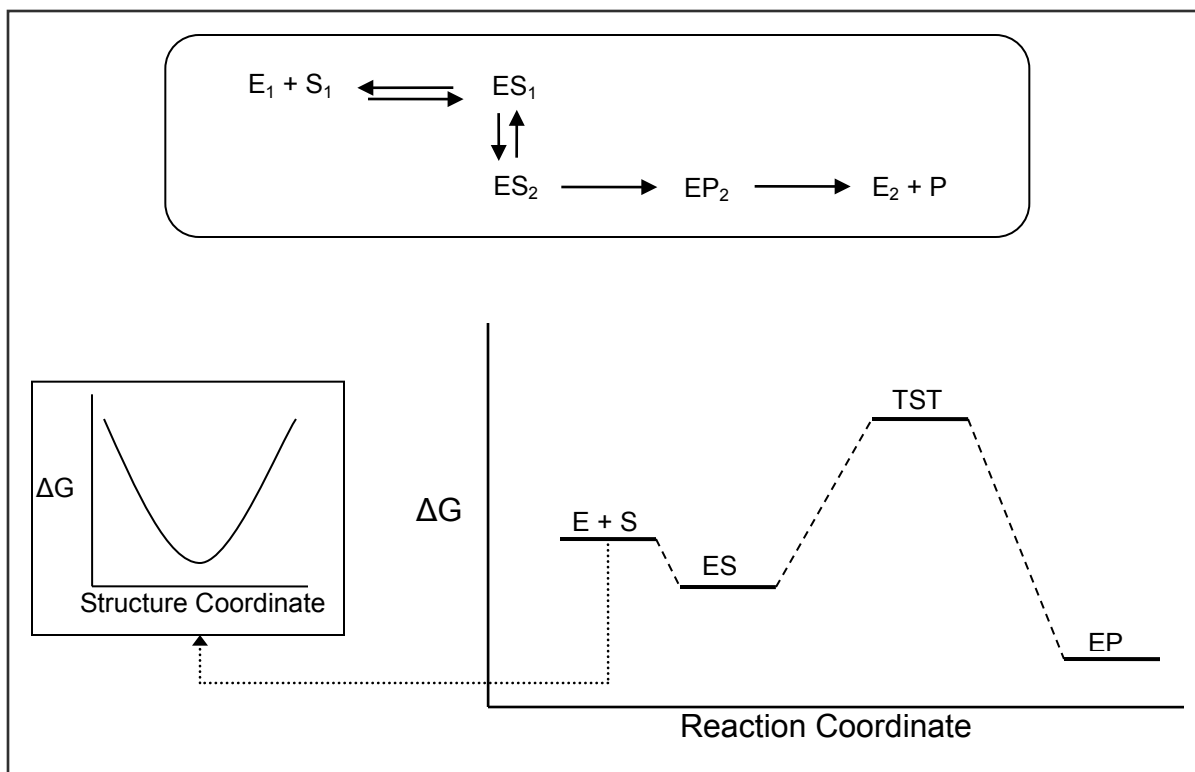 E₁ + S₁
ES₁
ES₂
EP₂
E₂ + P
ΔG
Structure Coordinate
ΔG
E + S
ES
TST
EP
Reaction Coordinate